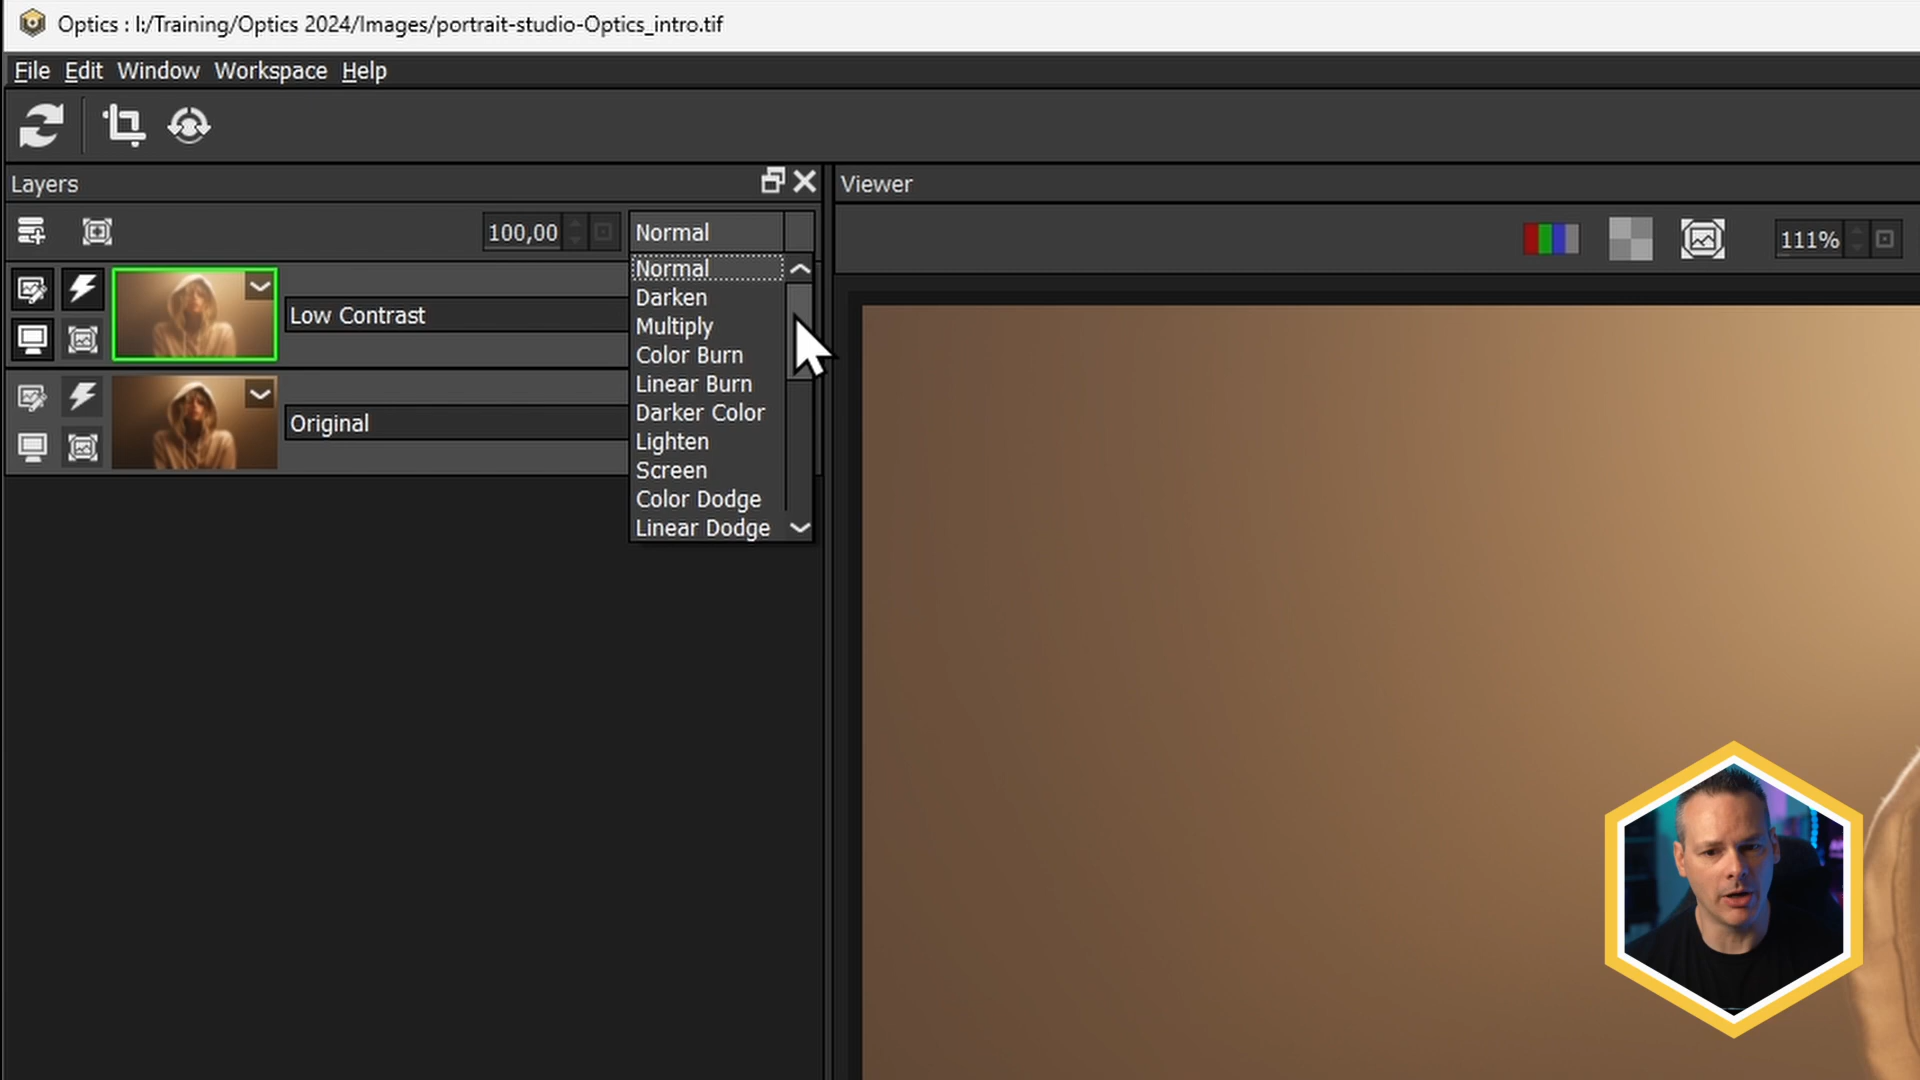 Optics : I:/Training/Optics 2024/Images/portrait-studio-Optics_intro.tif
File Edit Window Workspace Help
Layers
Viewer
100,00
Normal
111%
Normal
Darken
Low Contrast
Multiply
Color Burn
Linear Burn
Darker Color
Original
Lighten
Screen
Color Dodge
Linear Dodge